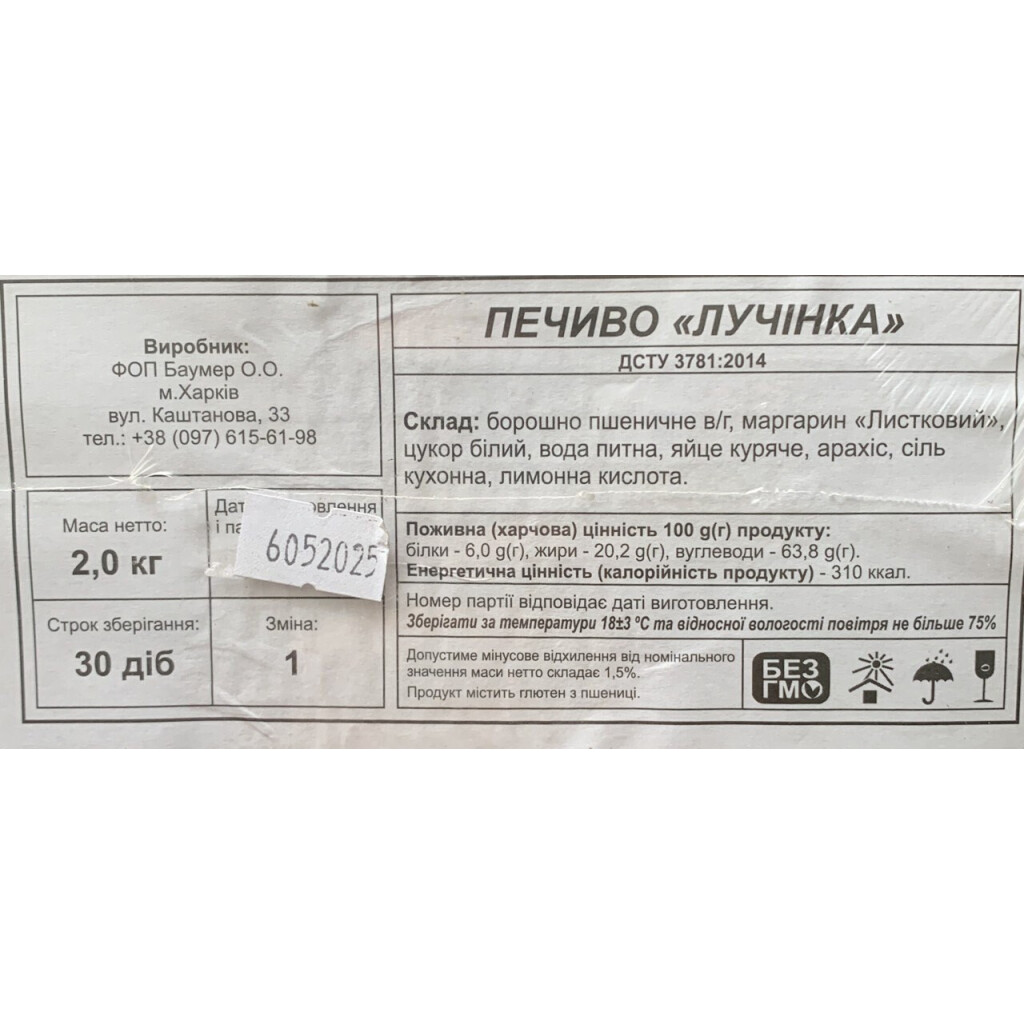 Виробник:
ФОП Баумер О.О.
м.Харків
вул. Каштанова, 33
тел.: +38 (097) 615-61-98
Маса нетто:
2,0 кг
6052025
Строк зберігання:
30 діб
Зміна:
1
ПЕЧИВО «ЛУЧІНКА»
ДСТУ 3781:2014
Склад: борошно пшеничне в/г, маргарин «Листковий»,
цукор білий, вода питна, яйце куряче, арахіс, сіль
кухонна, лимонна кислота.
Поживна (харчова) цінність 100 g(г) продукту:
білки - 6,0 g(г), жири - 20,2 g(г), вуглеводи - 63,8 g(г).
Енергетична цінність (калорійність продукту) - 310 ккал.
Номер партії відповідає даті виготовлення.
Зберігати за температури 18±3 ºС та відносної вологості повітря не більше 75%
Допустиме мінусове відхилення від номінального
значення маси нетто складає 1,5%.
Продукт містить глютен з пшениці.
БЕЗ
ГМО